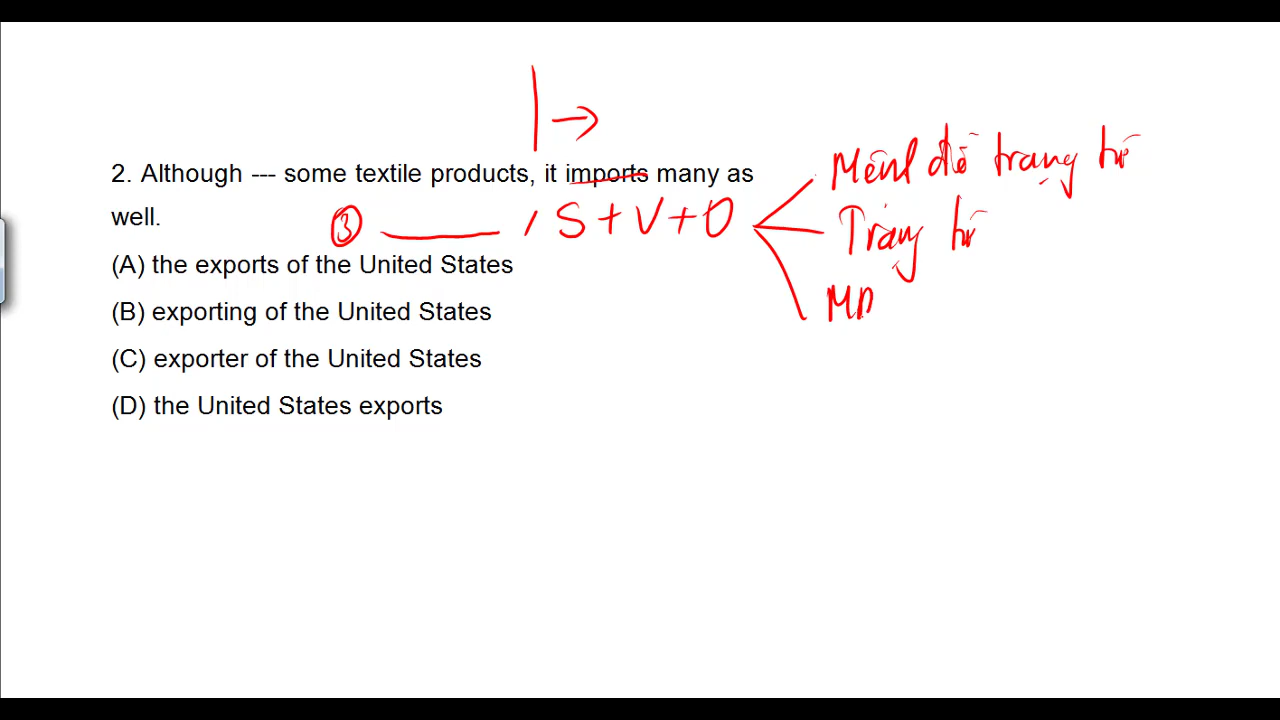 2. Although --- some textile products, it imports many as
well.
③ ______ , S + V + O
Mệnh đề trạng từ
Trạng từ
MĐ
(A) the exports of the United States
(B) exporting of the United States
(C) exporter of the United States
(D) the United States exports